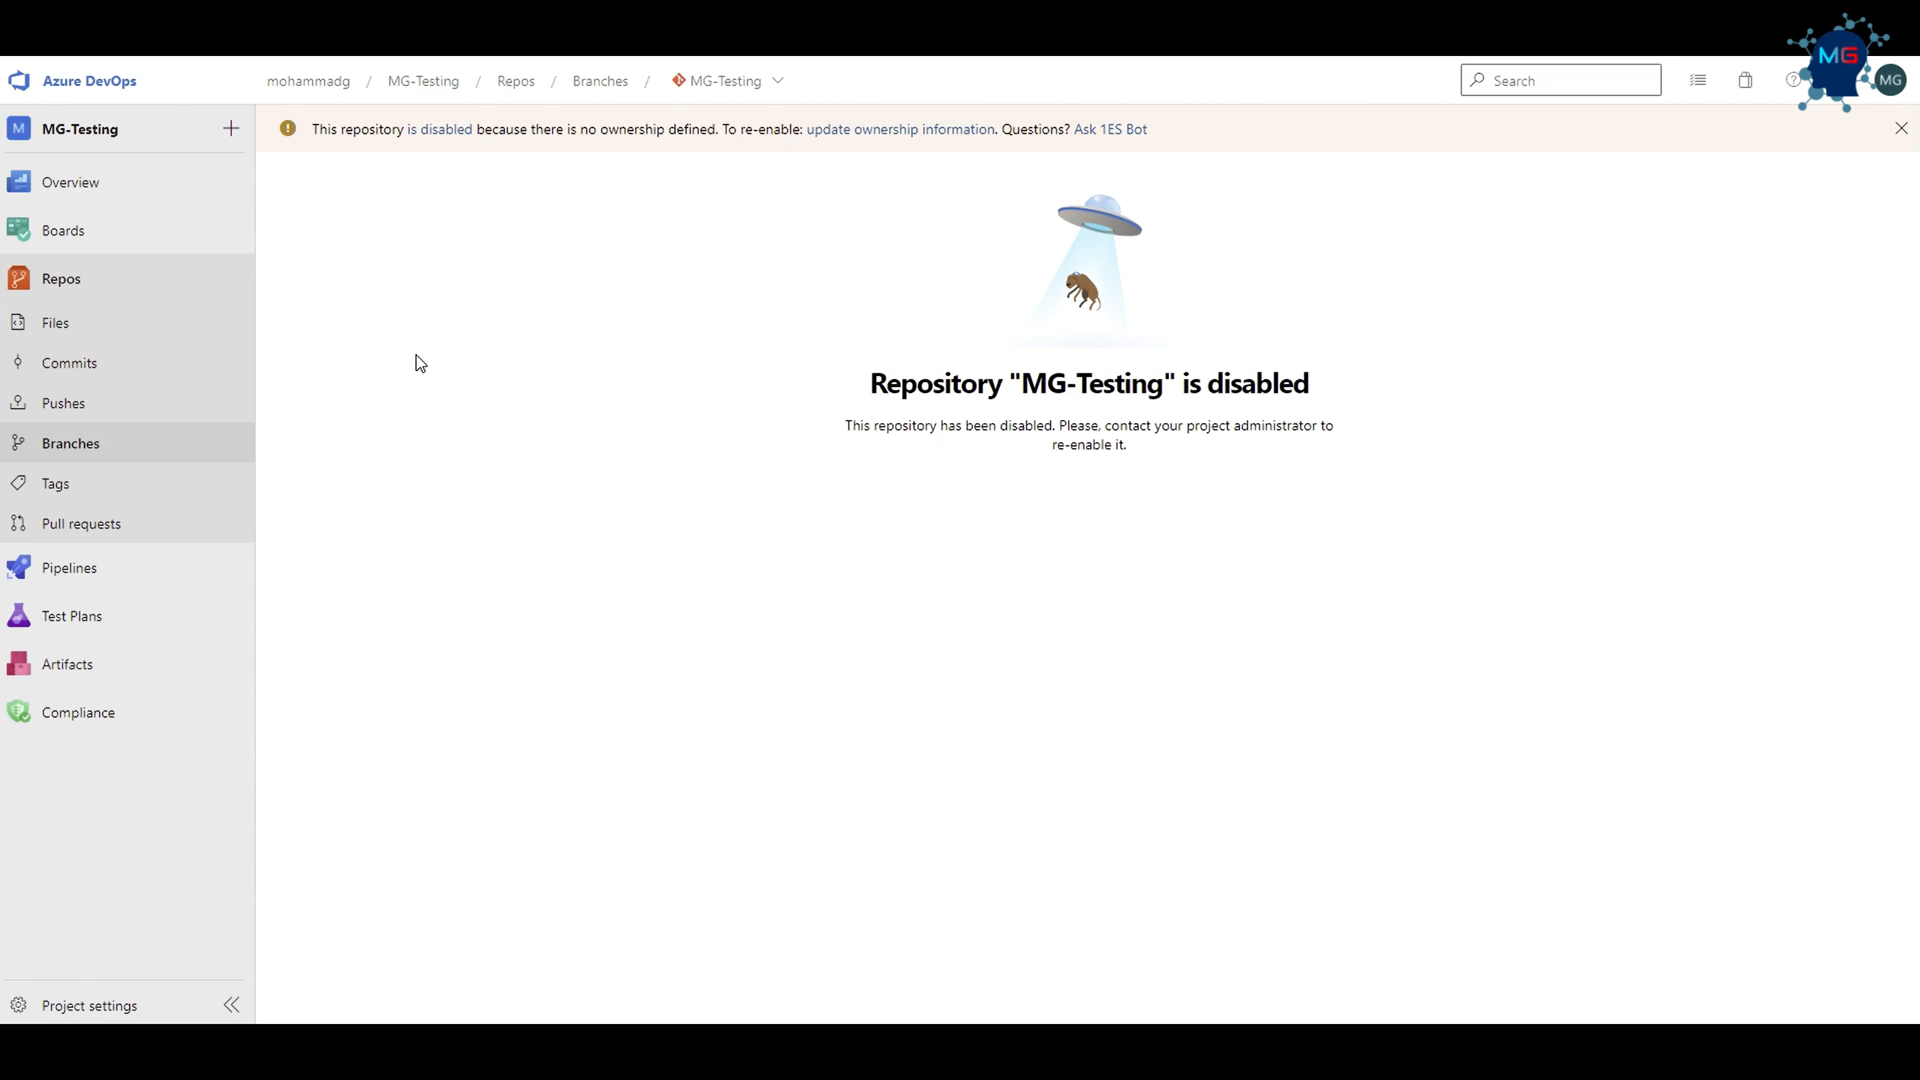 MG
Azure DevOps
mohammadg / MG-Testing / Repos / Branches / MG-Testing
Search
MG
M MG-Testing
This repository is disabled because there is no ownership defined. To re-enable: update ownership information. Questions? Ask 1ES Bot
Overview
Boards
Repos
Files
Commits
Pushes
Branches
Tags
Pull requests
Pipelines
Test Plans
Artifacts
Compliance
Repository "MG-Testing" is disabled
This repository has been disabled. Please, contact your project administrator to
re-enable it.
Project settings